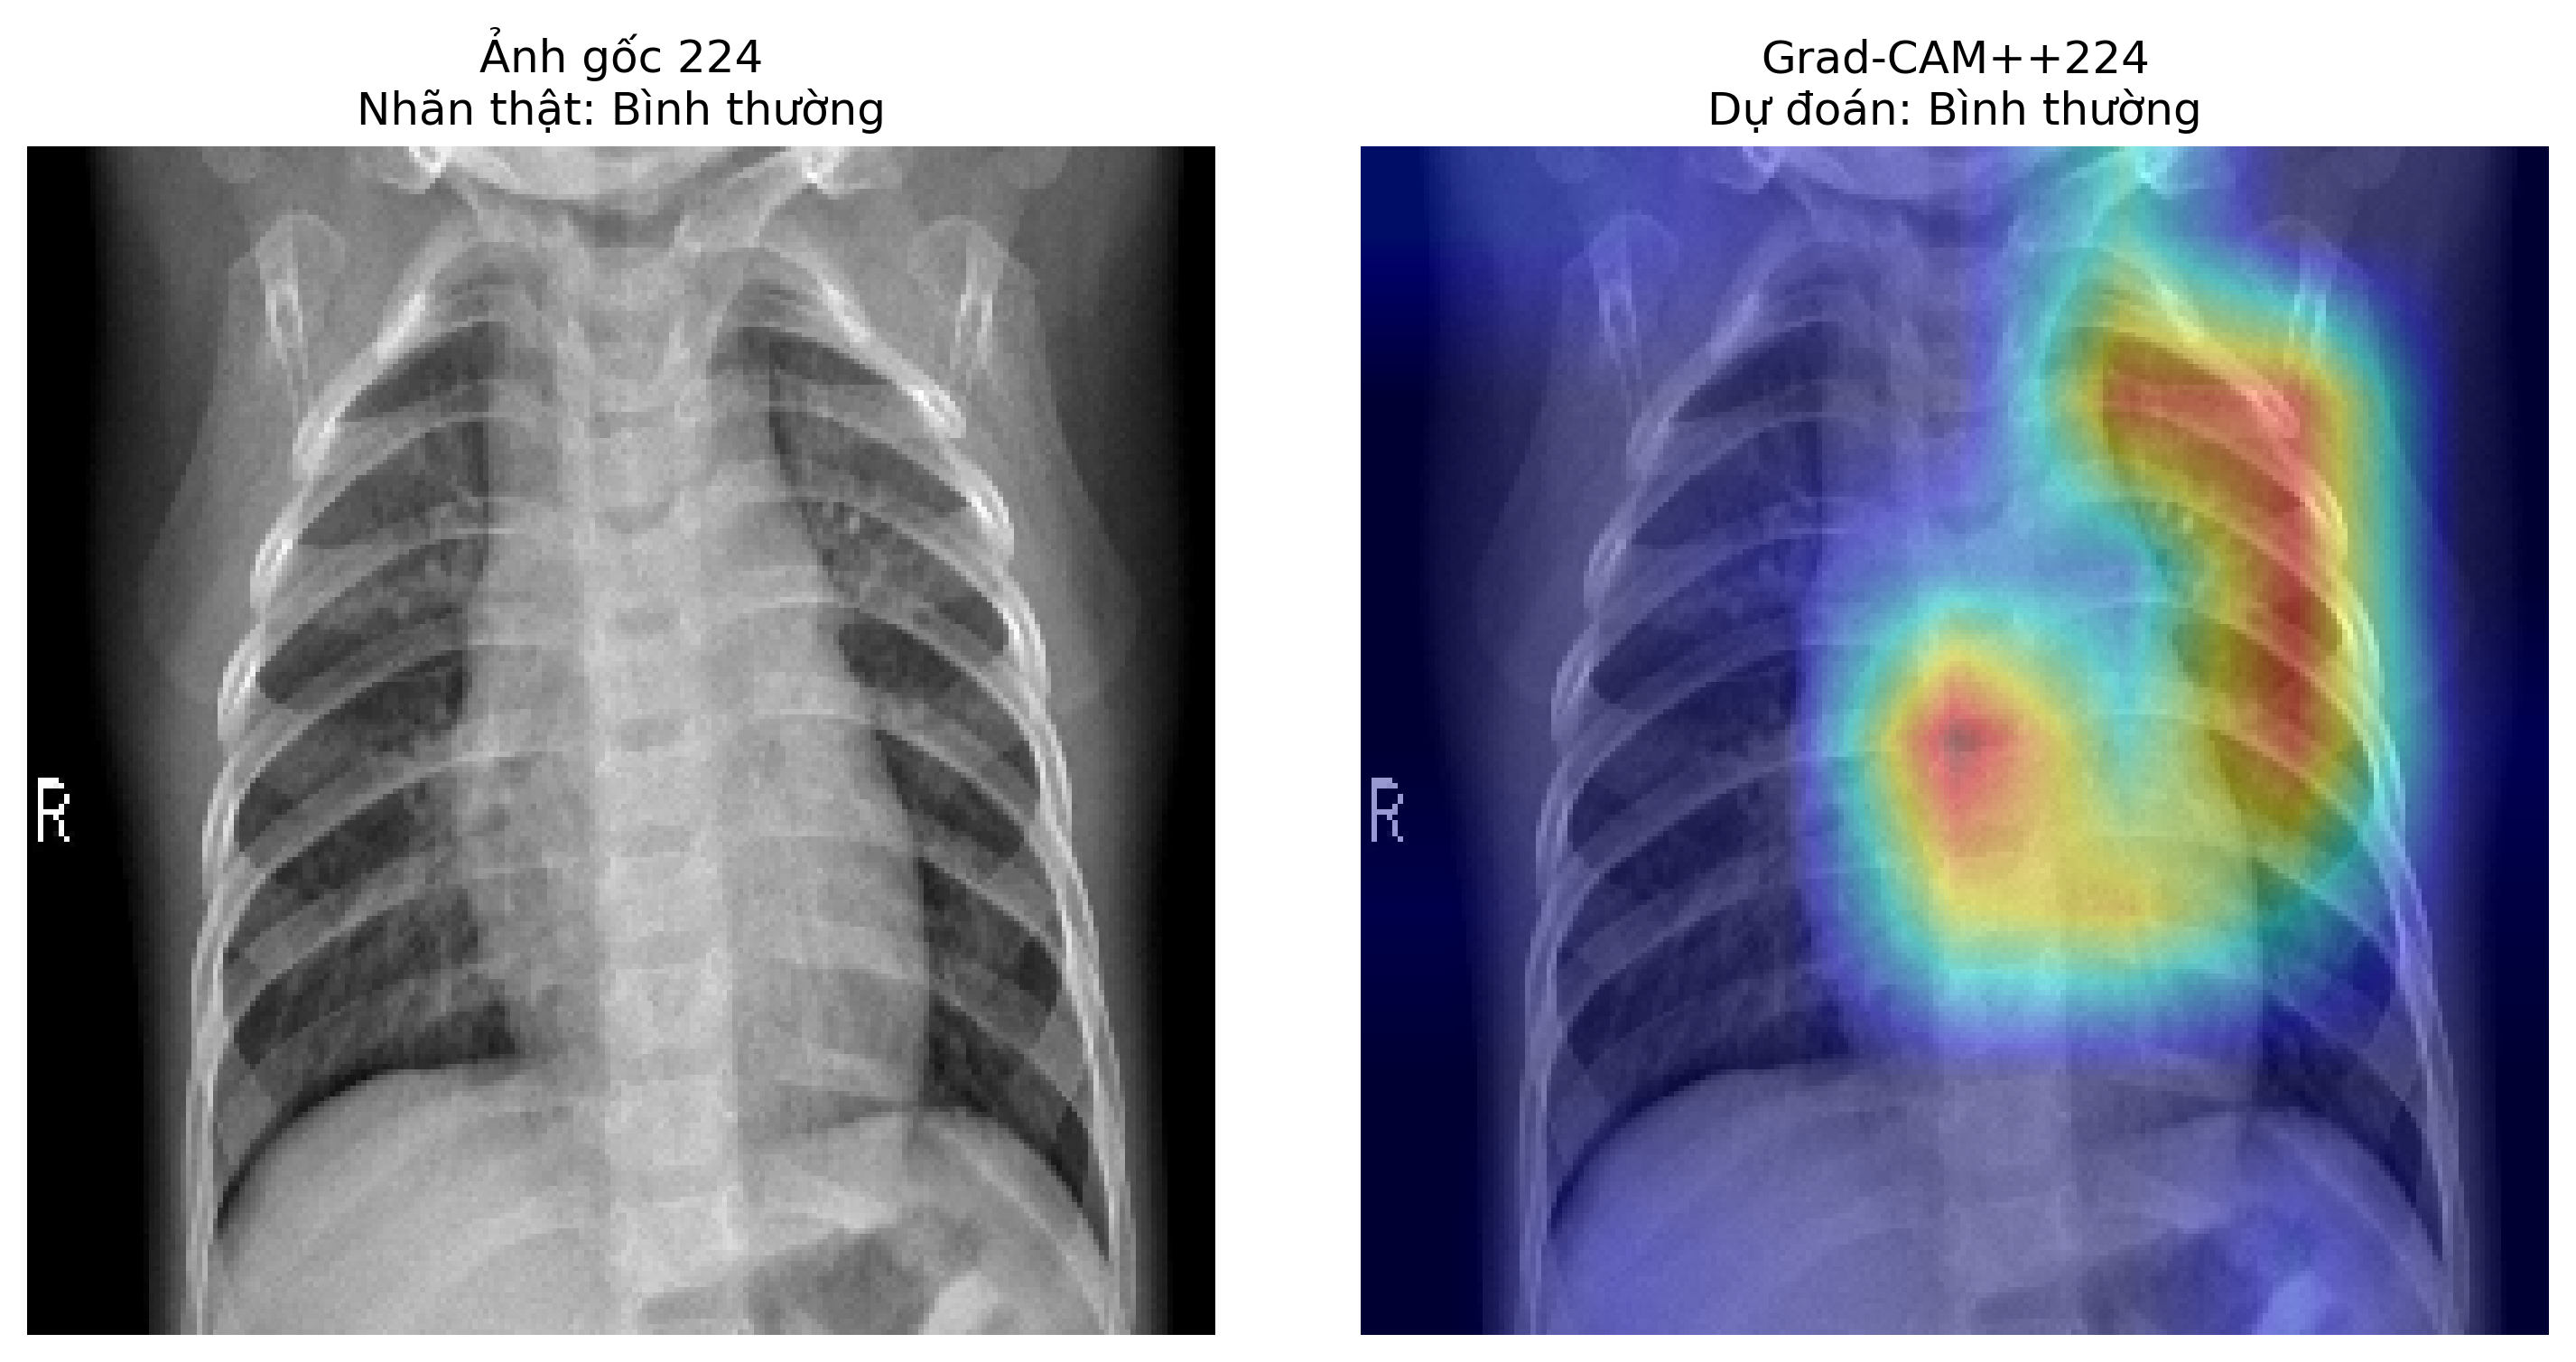 Ảnh gốc 224
Nhãn thật: Bình thường
Grad-CAM++224
Dự đoán: Bình thường
R
R